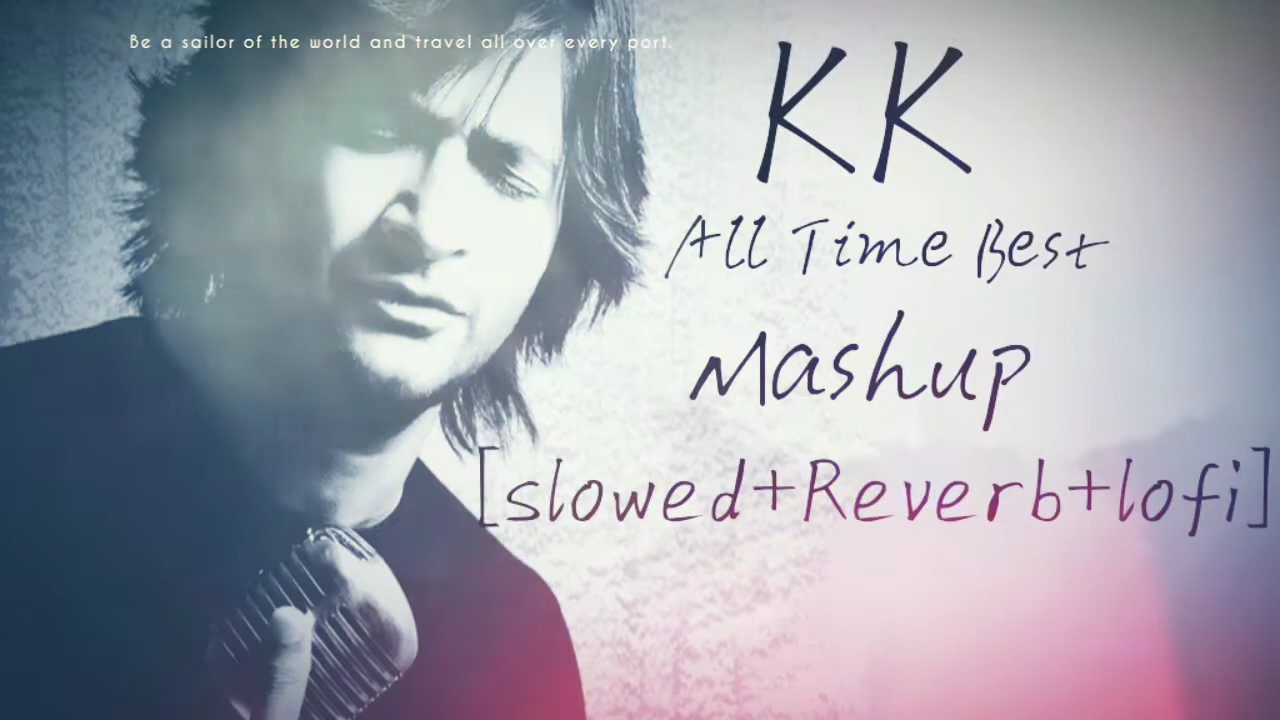 Be a sailor of the world and travel all over every port.
KK
All Time Best
Mashup
[slowed+Reverb+lofi]